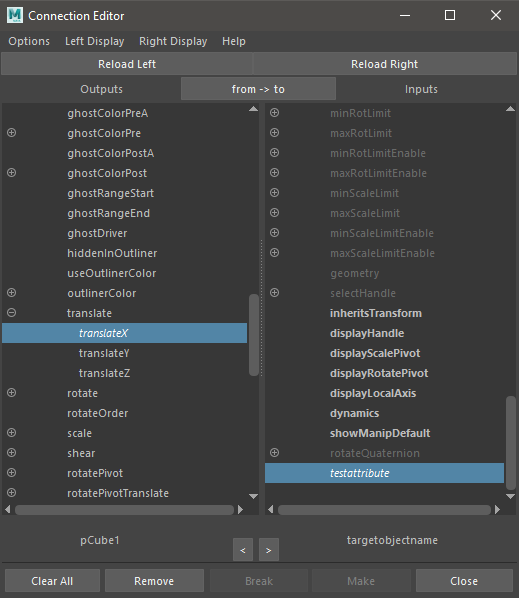 Connection Editor
Options Left Display Right Display Help
Reload Left Reload Right
Outputs from -> to Inputs
ghostColorPreA minRotLimit
ghostColorPre maxRotLimit
ghostColorPostA minRotLimitEnable
ghostColorPost maxRotLimitEnable
ghostRangeStart minScaleLimit
ghostRangeEnd maxScaleLimit
ghostDriver minScaleLimitEnable
hiddenInOutliner maxScaleLimitEnable
useOutlinerColor geometry
outlinerColor selectHandle
translate inheritsTransform
translateX displayHandle
translateY displayScalePivot
translateZ displayRotatePivot
rotate displayLocalAxis
rotateOrder dynamics
scale showManipDefault
shear rotateQuaternion
rotatePivot testattribute
rotatePivotTranslate
pCube1 < > targetobjectname
Clear All Remove Break Make Close